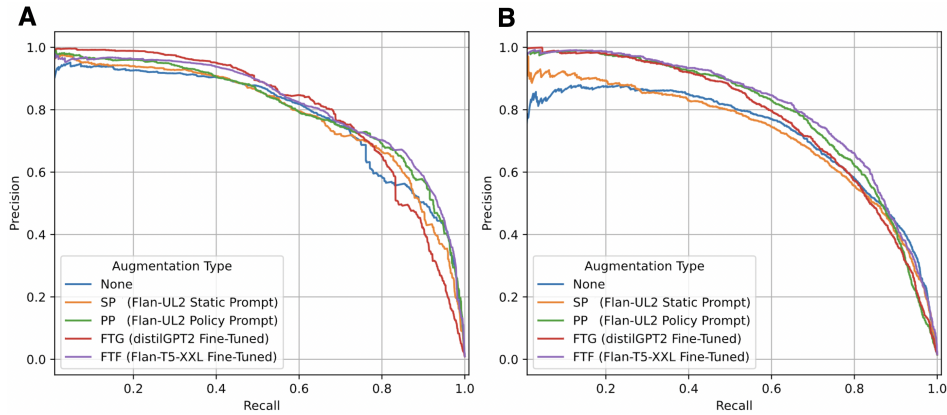 A
1.0
0.8
0.6
0.4
0.2
0.0
Precision
Augmentation Type
None
SP (Flan-UL2 Static Prompt)
PP (Flan-UL2 Policy Prompt)
FTG (distilGPT2 Fine-Tuned)
FTF (Flan-T5-XXL Fine-Tuned)
0.2 0.4 0.6 0.8 1.0
Recall
B
1.0
0.8
0.6
0.4
0.2
0.0
Precision
Augmentation Type
None
SP (Flan-UL2 Static Prompt)
PP (Flan-UL2 Policy Prompt)
FTG (distilGPT2 Fine-Tuned)
FTF (Flan-T5-XXL Fine-Tuned)
0.2 0.4 0.6 0.8 1.0
Recall